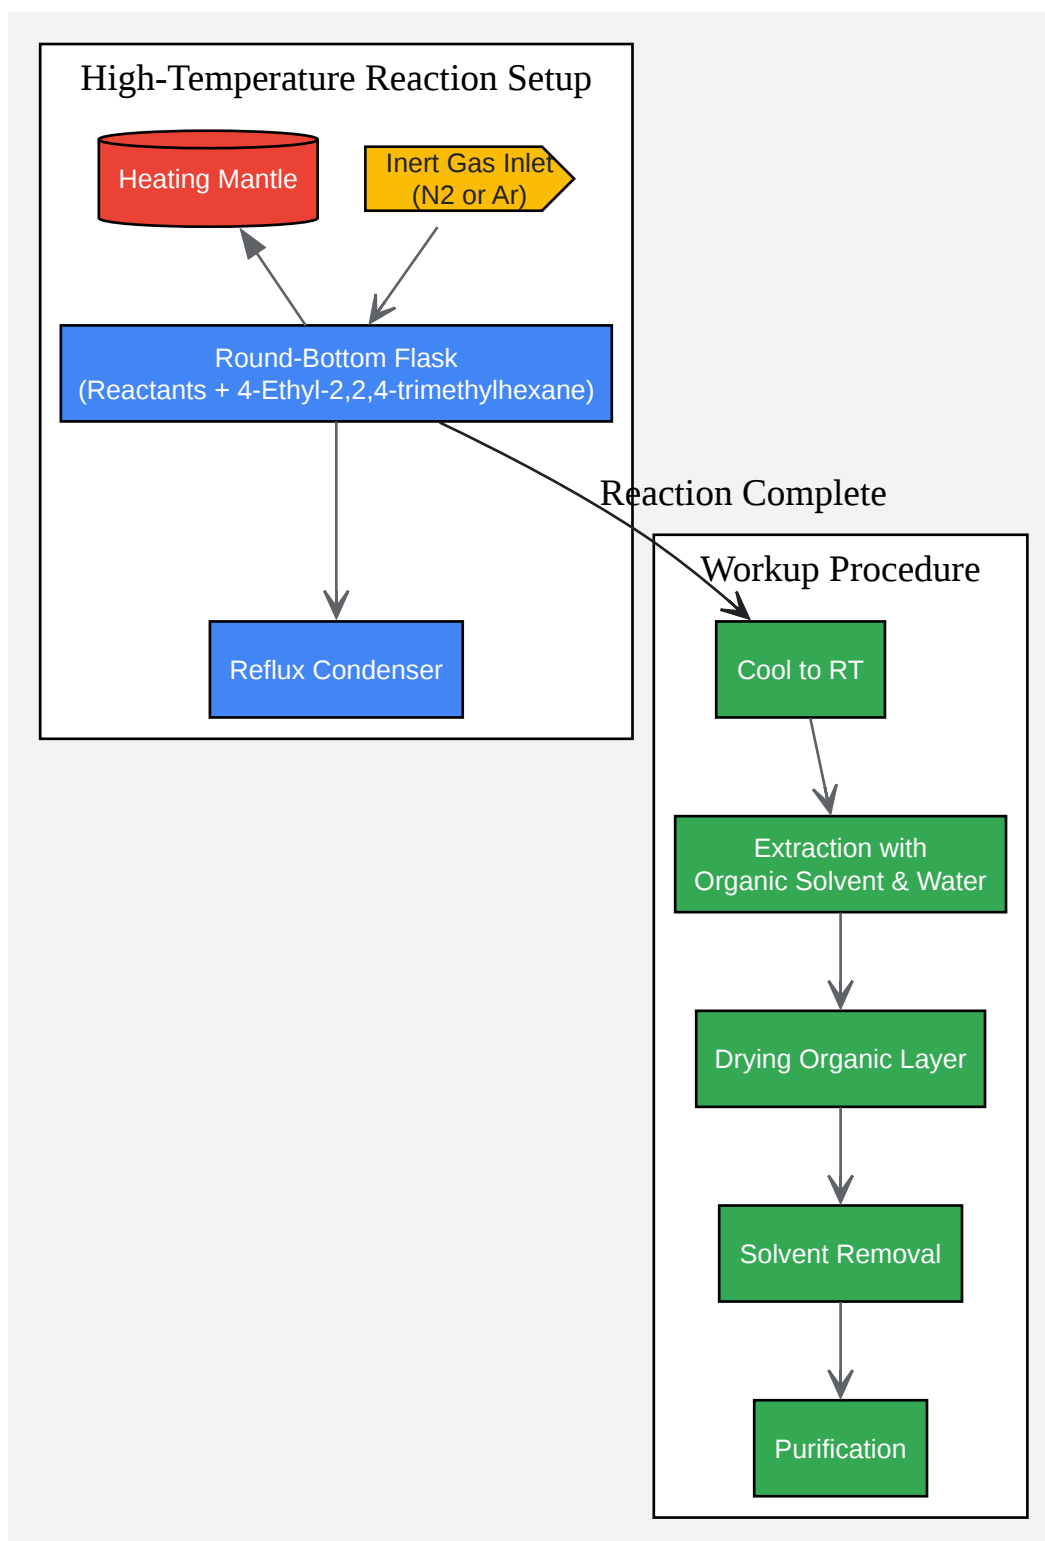 High-Temperature Reaction Setup
Heating Mantle
Inert Gas Inlet
(N2 or Ar)
Round-Bottom Flask
(Reactants + 4-Ethyl-2,2,4-trimethylhexane)
Reflux Condenser
Reaction Complete
Workup Procedure
Cool to RT
Extraction with
Organic Solvent & Water
Drying Organic Layer
Solvent Removal
Purification